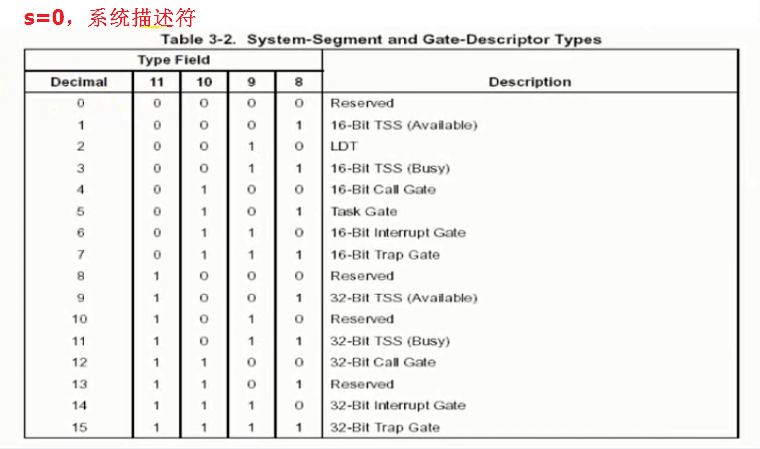 s=0，系统描述符
Table 3-2. System-Segment and Gate-Descriptor Types
Type Field
Decimal 11 10 9 8 Description
0 0 0 0 0 Reserved
1 0 0 0 1 16-Bit TSS (Available)
2 0 0 1 0 LDT
3 0 0 1 1 16-Bit TSS (Busy)
4 0 1 0 0 16-Bit Call Gate
5 0 1 0 1 Task Gate
6 0 1 1 0 16-Bit Interrupt Gate
7 0 1 1 1 16-Bit Trap Gate
8 1 0 0 0 Reserved
9 1 0 0 1 32-Bit TSS (Available)
10 1 0 1 0 Reserved
11 1 0 1 1 32-Bit TSS (Busy)
12 1 1 0 0 32-Bit Call Gate
13 1 1 0 1 Reserved
14 1 1 1 0 32-Bit Interrupt Gate
15 1 1 1 1 32-Bit Trap Gate